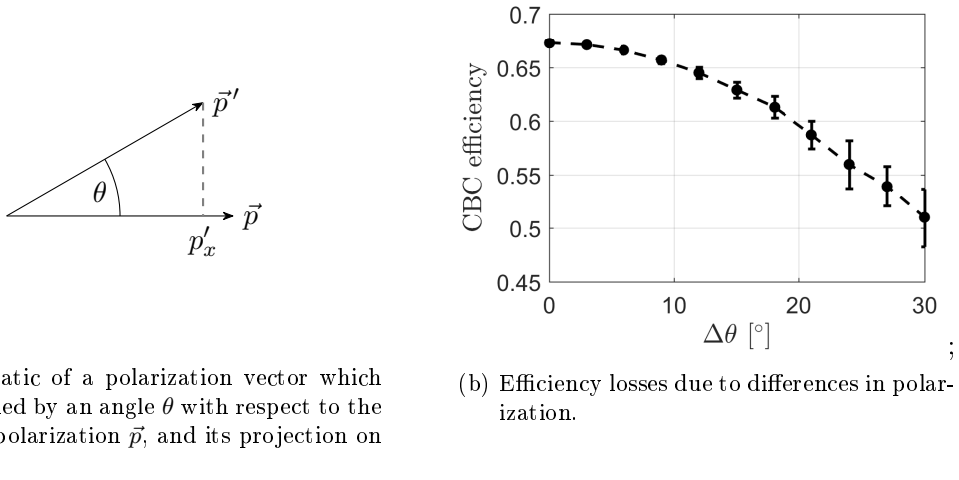 p⃗ ′
θ
p⃗
p′ₓ
0.7
0.65
0.6
0.55
0.5
0.45
CBC efficiency
0 10 20 30
Δθ [°]
;
atic of a polarization vector which
ed by an angle θ with respect to the
polarization p⃗, and its projection on
(b) Efficiency losses due to differences in polar-
ization.